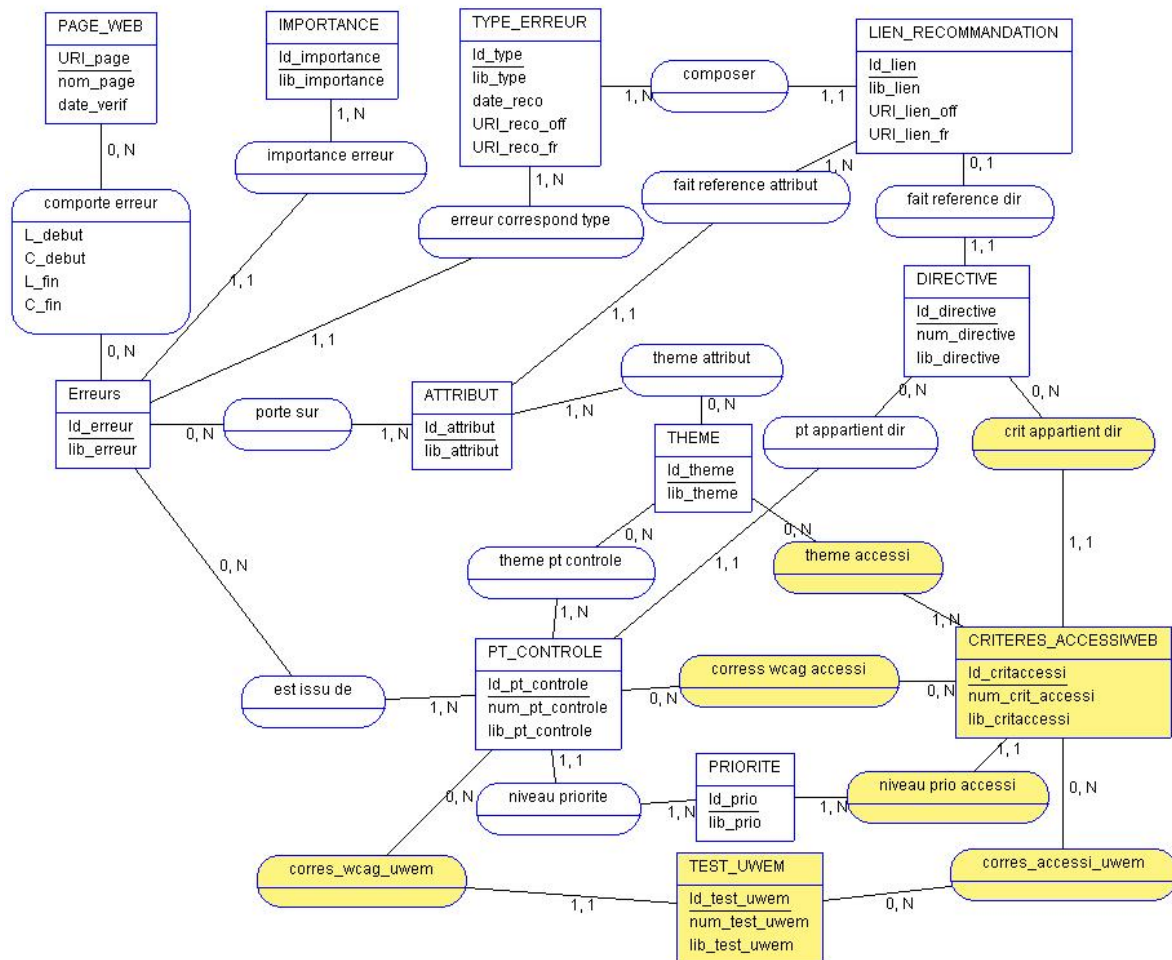 PAGE_WEB
URI_page
nom_page
date_verif
IMPORTANCE
Id_importance
lib_importance
TYPE_ERREUR
Id_type
lib_type
date_reco
URI_reco_off
URI_reco_fr
composer
1, N
1, 1
LIEN_RECOMMANDATION
Id_lien
lib_lien
URI_lien_off
URI_lien_fr
0, N
1, N
1, N
1, N
0, 1
comporte erreur
L_debut
C_debut
L_fin
C_fin
importance erreur
erreur correspond type
fait reference attribut
fait reference dir
1, 1
1, 1
1, 1
1, 1
DIRECTIVE
Id_directive
num_directive
lib_directive
0, N
Erreurs
Id_erreur
lib_erreur
0, N
porte sur
1, N
ATTRIBUT
Id_attribut
lib_attribut
1, N
theme attribut
0, N
THEME
Id_theme
lib_theme
0, N
0, N
pt appartient dir
crit appartient dir
0, N
0, N
0, N
theme pt controle
theme accessi
1, 1
1, 1
1, N
1, N
est issu de
1, N
PT_CONTROLE
Id_pt_controle
num_pt_controle
lib_pt_controle
0, N
corress wcag accessi
0, N
CRITERES_ACCESSIWEB
Id_critaccessi
num_crit_accessi
lib_critaccessi
0, N
1, 1
niveau priorite
1, N
PRIORITE
Id_prio
lib_prio
1, N
niveau prio accessi
1, 1
0, N
corres_wcag_uwem
1, 1
TEST_UWEM
Id_test_uwem
num_test_uwem
lib_test_uwem
0, N
corres_accessi_uwem